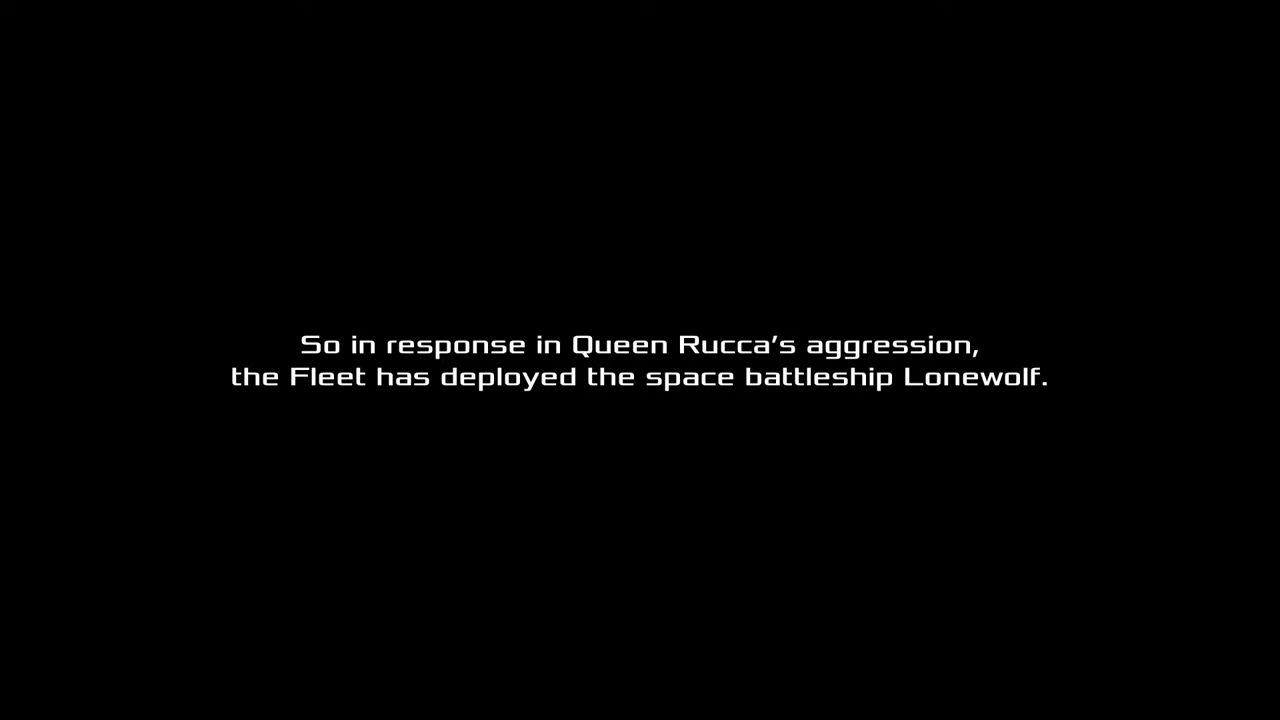 So in response in Queen Rucca’s aggression,
the Fleet has deployed the space battleship Lonewolf.